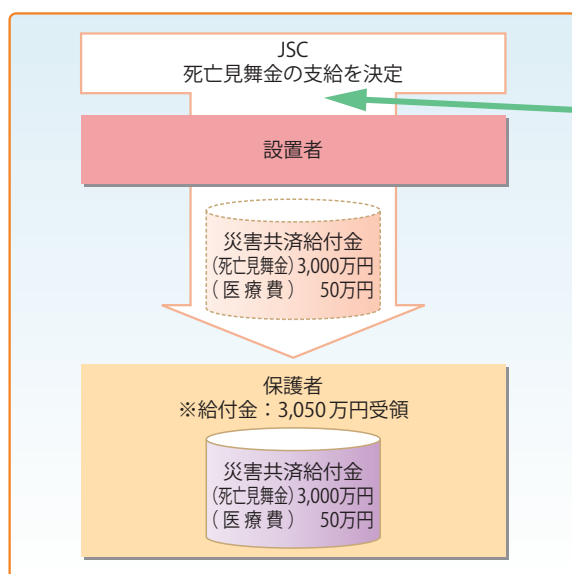 JSC
死亡見舞金の支給を決定
設置者
災害共済給付金
(死亡見舞金)3,000万円
(医療費) 50万円
保護者
※給付金：3,050万円受領
災害共済給付金
(死亡見舞金)3,000万円
(医療費) 50万円